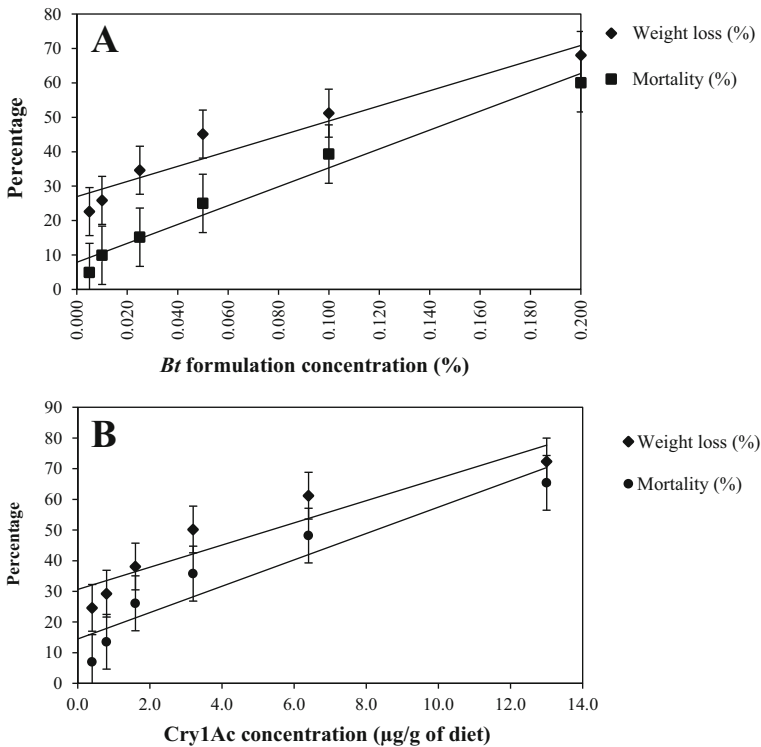 A
80
70
60
50
40
30
20
10
0
Percentage
0.000
0.020
0.040
0.060
0.080
0.100
0.120
0.140
0.160
0.180
0.200
Bt formulation concentration (%)
Weight loss (%)
Mortality (%)
B
90
80
70
60
50
40
30
20
10
0
Percentage
0.0 2.0 4.0 6.0 8.0 10.0 12.0 14.0
Cry1Ac concentration (µg/g of diet)
Weight loss (%)
Mortality (%)